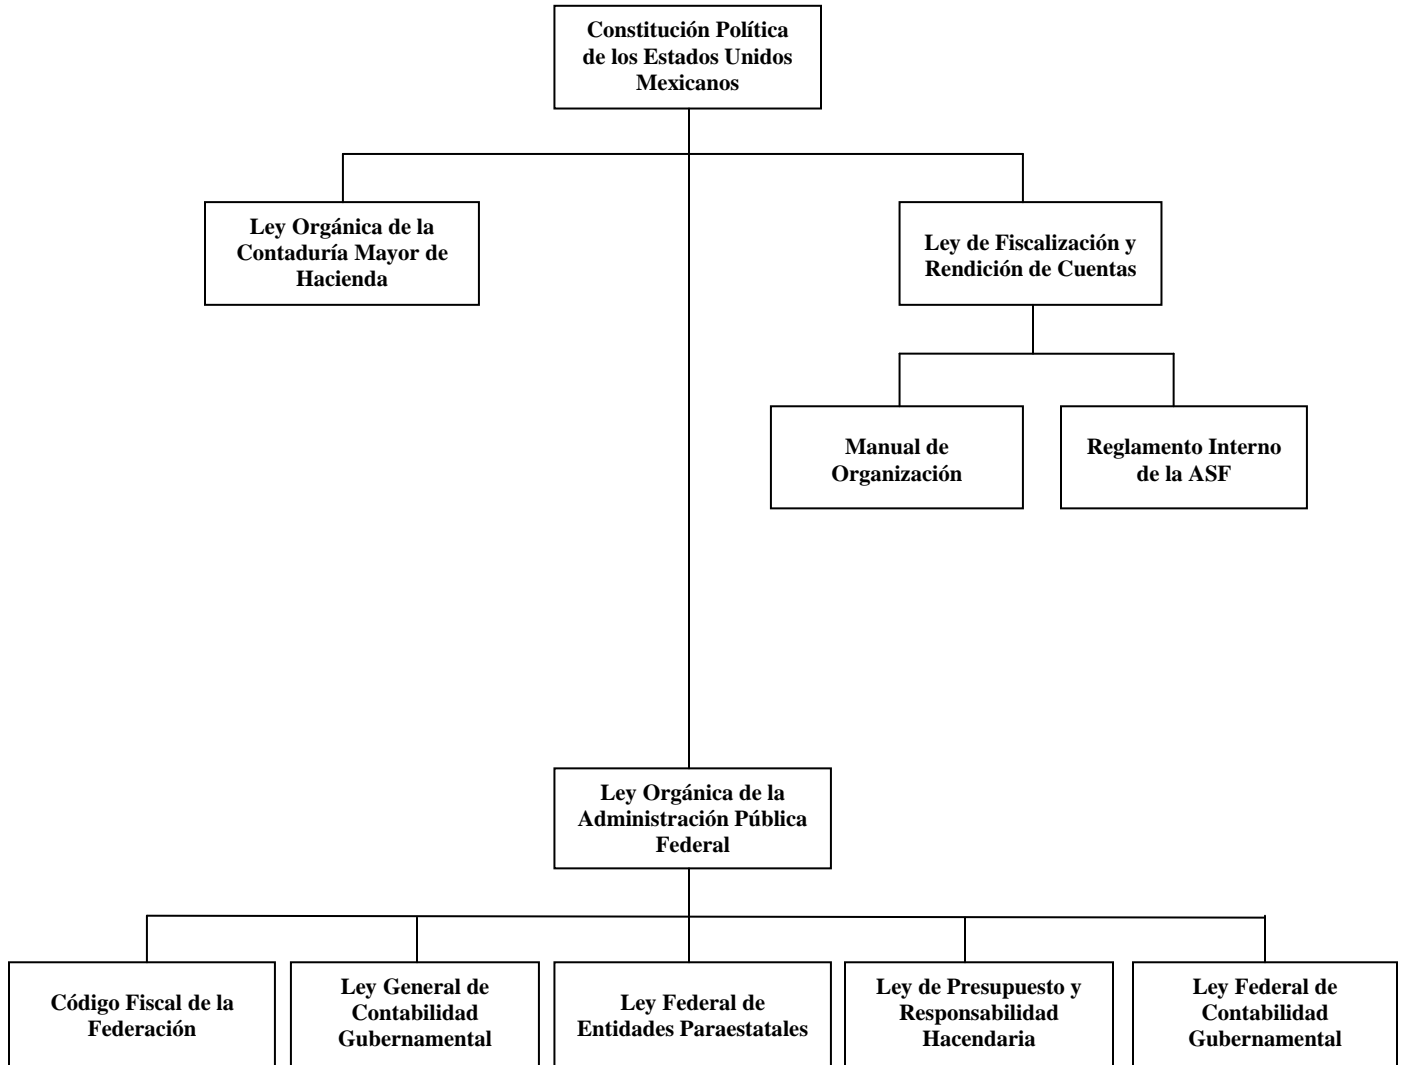 Constitución Política
de los Estados Unidos
Mexicanos
Ley Orgánica de la
Contaduría Mayor de
Hacienda
Ley de Fiscalización y
Rendición de Cuentas
Manual de
Organización
Reglamento Interno
de la ASF
Ley Orgánica de la
Administración Pública
Federal
Código Fiscal de la
Federación
Ley General de
Contabilidad
Gubernamental
Ley Federal de
Entidades Paraestatales
Ley de Presupuesto y
Responsabilidad
Hacendaria
Ley Federal de
Contabilidad
Gubernamental